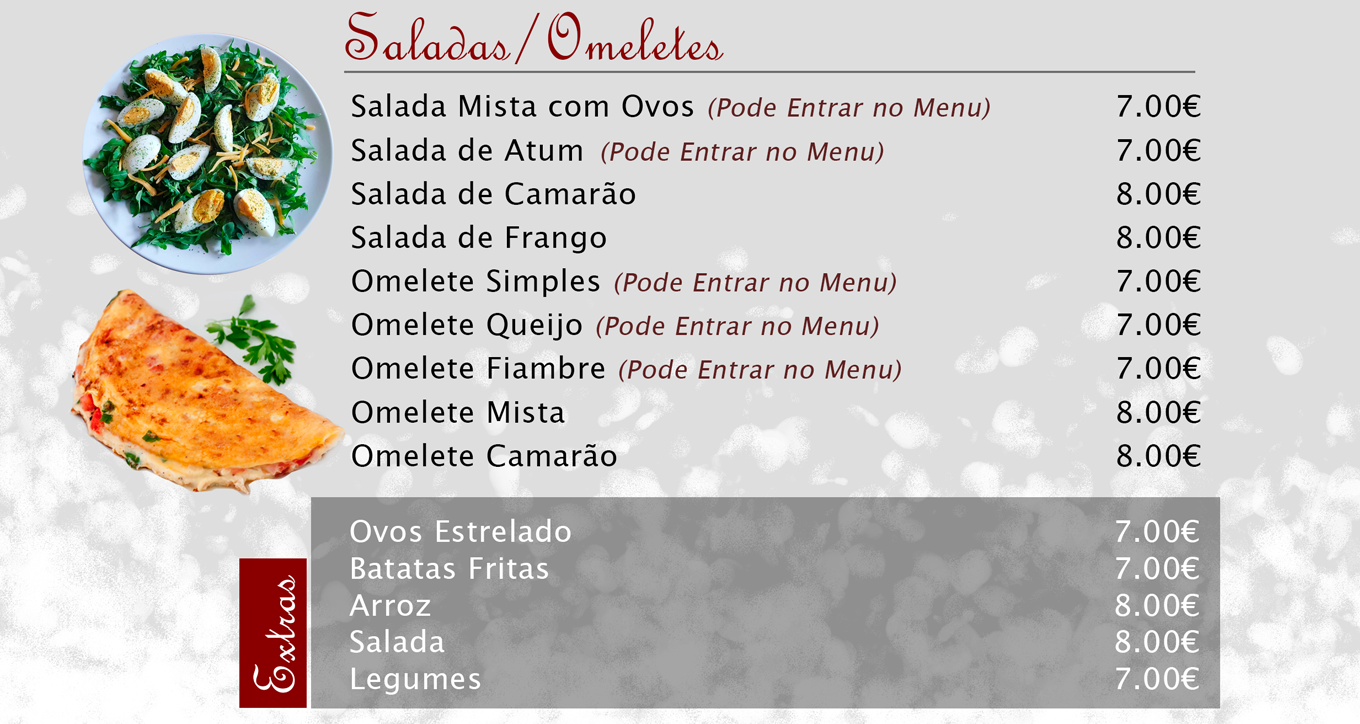 Saladas/Omeletes
Salada Mista com Ovos (Pode Entrar no Menu) 7.00€
Salada de Atum (Pode Entrar no Menu) 7.00€
Salada de Camarão 8.00€
Salada de Frango 8.00€
Omelete Simples (Pode Entrar no Menu) 7.00€
Omelete Queijo (Pode Entrar no Menu) 7.00€
Omelete Fiambre (Pode Entrar no Menu) 7.00€
Omelete Mista 8.00€
Omelete Camarão 8.00€
Extras
Ovos Estrelado 7.00€
Batatas Fritas 7.00€
Arroz 8.00€
Salada 8.00€
Legumes 7.00€